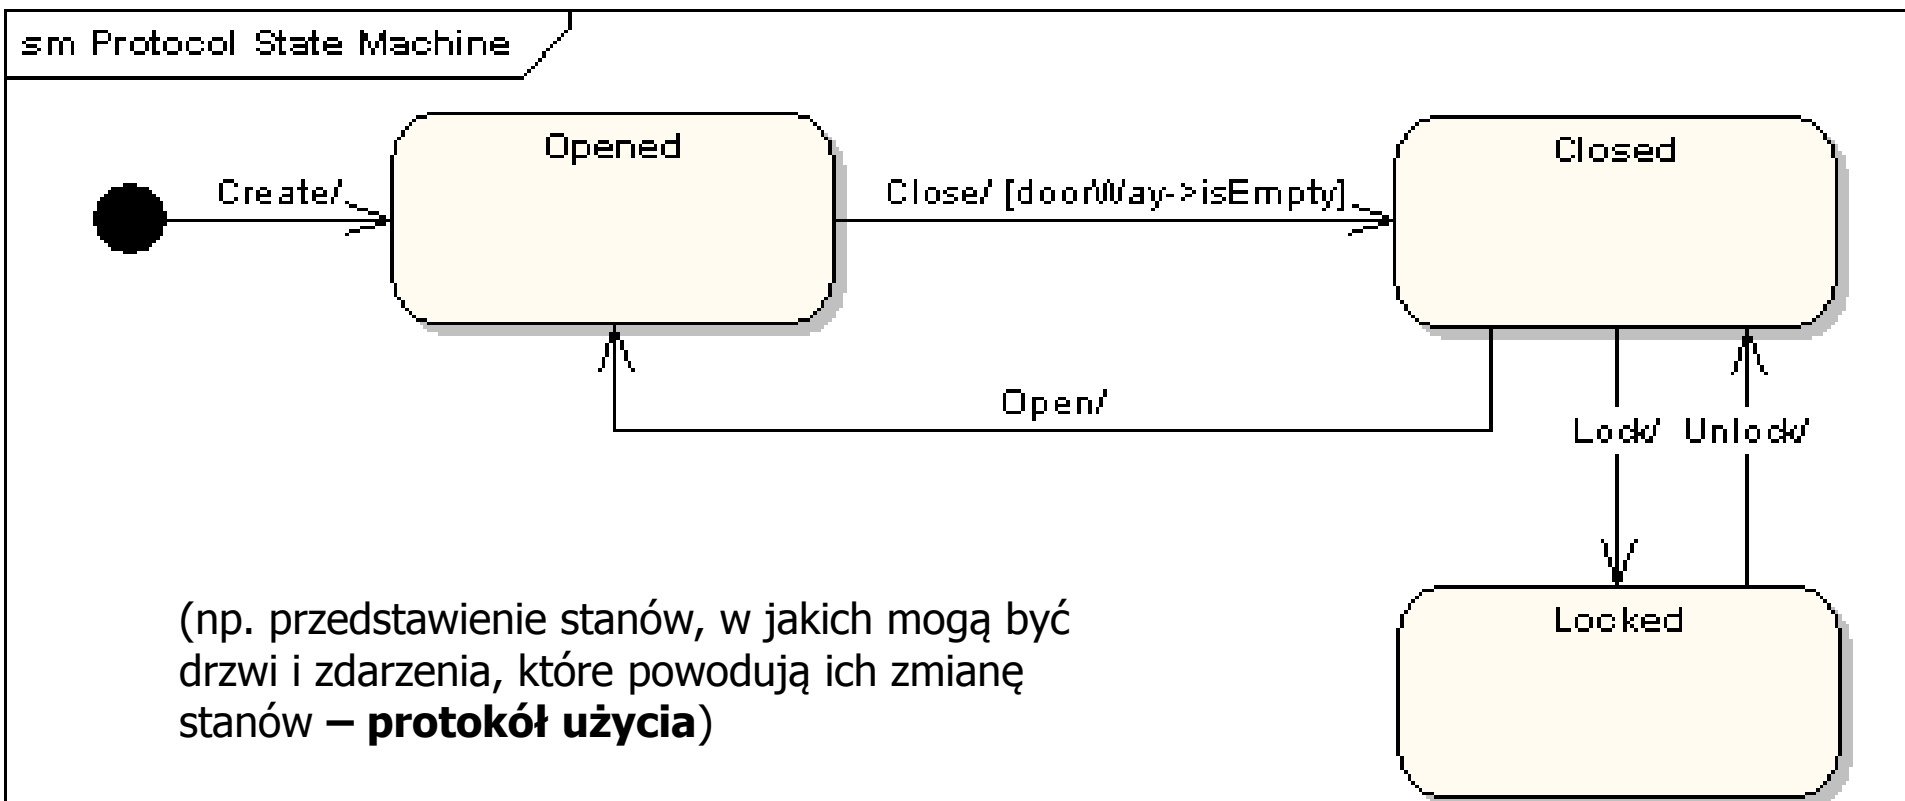 sm Protocol State Machine
Opened
Closed
Create/
Close/ [doorWay->isEmpty]
Open/
Lock/ Unlock/
Locked
(np. przedstawienie stanów, w jakich mogą być
drzwi i zdarzenia, które powodują ich zmianę
stanów – protokół użycia)